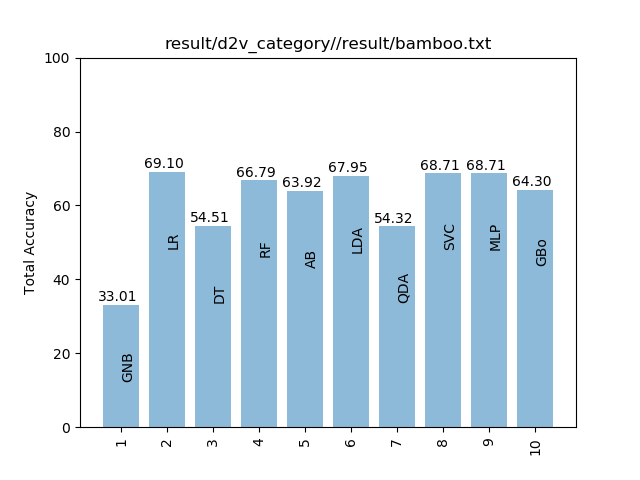 result/d2v_category//result/bamboo.txt
Total Accuracy
100
80
60
40
20
0
33.01
69.10
54.51
66.79
63.92
67.95
54.32
68.71
68.71
64.30
GNB
LR
DT
RF
AB
LDA
QDA
SVC
MLP
GBo
1
2
3
4
5
6
7
8
9
10